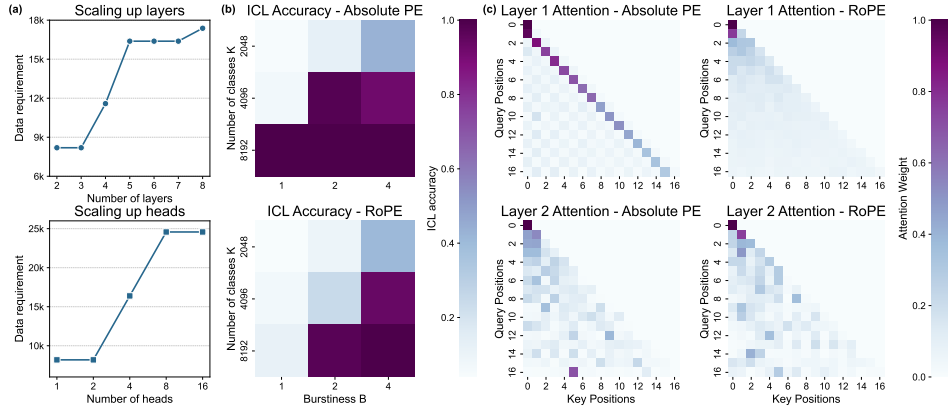 (a)
Scaling up layers
18k
15k
12k
9k
6k
Data requirement
2 3 4 5 6 7 8
Number of layers
Scaling up heads
25k
20k
15k
10k
Data requirement
1 2 4 8 16
Number of heads
(b)
ICL Accuracy - Absolute PE
Number of classes K
2048
4096
8192
1 2 4
ICL Accuracy - RoPE
Number of classes K
2048
4096
8192
1 2 4
Burstiness B
1.0
0.8
0.6
0.4
0.2
ICL accuracy
(c)
Layer 1 Attention - Absolute PE
Query Positions
0
2
4
6
8
10
12
14
16
0 2 4 6 8 10 12 14 16
Layer 1 Attention - RoPE
Query Positions
0
2
4
6
8
10
12
14
16
0 2 4 6 8 10 12 14 16
Layer 2 Attention - Absolute PE
Query Positions
0
2
4
6
8
10
12
14
16
0 2 4 6 8 10 12 14 16
Key Positions
Layer 2 Attention - RoPE
Query Positions
0
2
4
6
8
10
12
14
16
0 2 4 6 8 10 12 14 16
Key Positions
1.0
0.8
0.6
0.4
0.2
0.0
Attention Weight